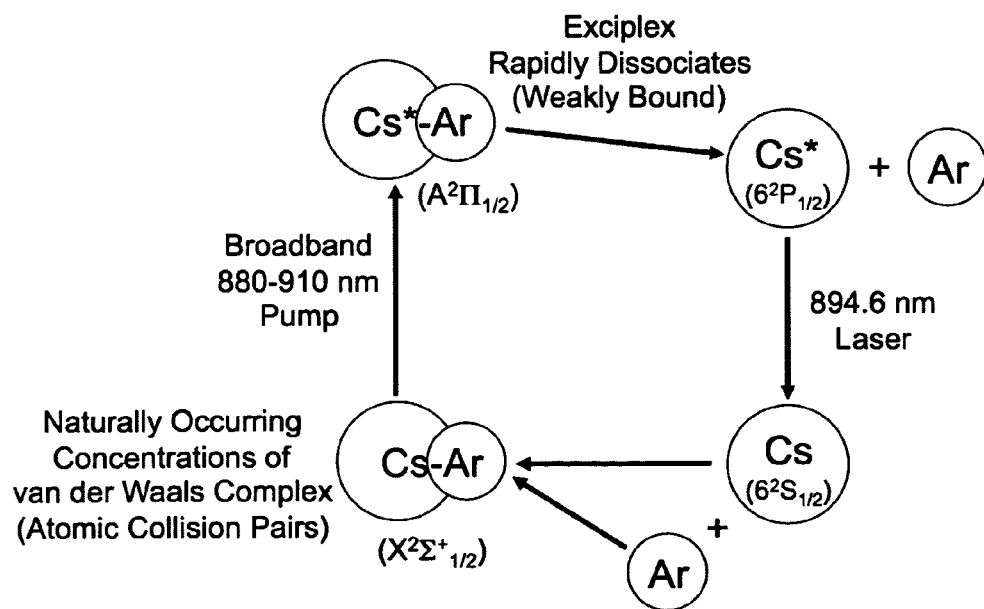 Exciplex
Rapidly Dissociates
(Weakly Bound)
Cs*-Ar
(A²Π₁/₂)
Cs*
(6²P₁/₂)
+
Ar
Broadband
880-910 nm
Pump
894.6 nm
Laser
Naturally Occurring
Concentrations of
van der Waals Complex
(Atomic Collision Pairs)
Cs-Ar
(X²Σ⁺₁/₂)
Cs
(6²S₁/₂)
+
Ar